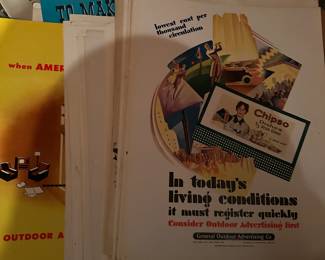 TO MAK
when AMER
OUTDOOR A
lowest cost per
thousand
circulation
Chipso
In today's
living conditions
it must register quickly
Consider Outdoor Advertising first
General Outdoor Advertising Co